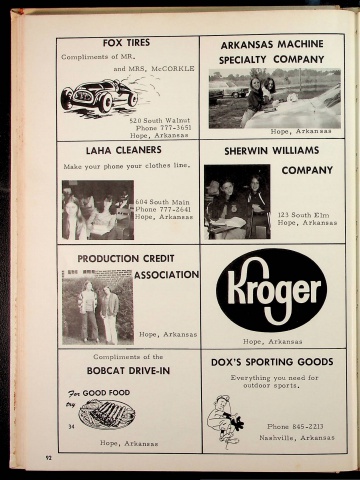 FOX TIRES
Compliments of MR.
and MRS, McCORKLE
520 South Walnut
Phone 777-3651
Hope, Arkansas
ARKANSAS MACHINE
SPECIALTY COMPANY
Hope, Arkansas
LAHA CLEANERS
Make your phone your clothes line.
604 South Main
Phone 777-2641
Hope, Arkansas
SHERWIN WILLIAMS
COMPANY
123 South Elm
Hope, Arkansas
PRODUCTION CREDIT
ASSOCIATION
Hope, Arkansas
Kroger
Hope, Arkansas
Compliments of the
BOBCAT DRIVE-IN
For GOOD FOOD
try
34
Hope, Arkansas
DOX'S SPORTING GOODS
Everything you need for
outdoor sports.
Phone 845-2213
Nashville, Arkansas
92